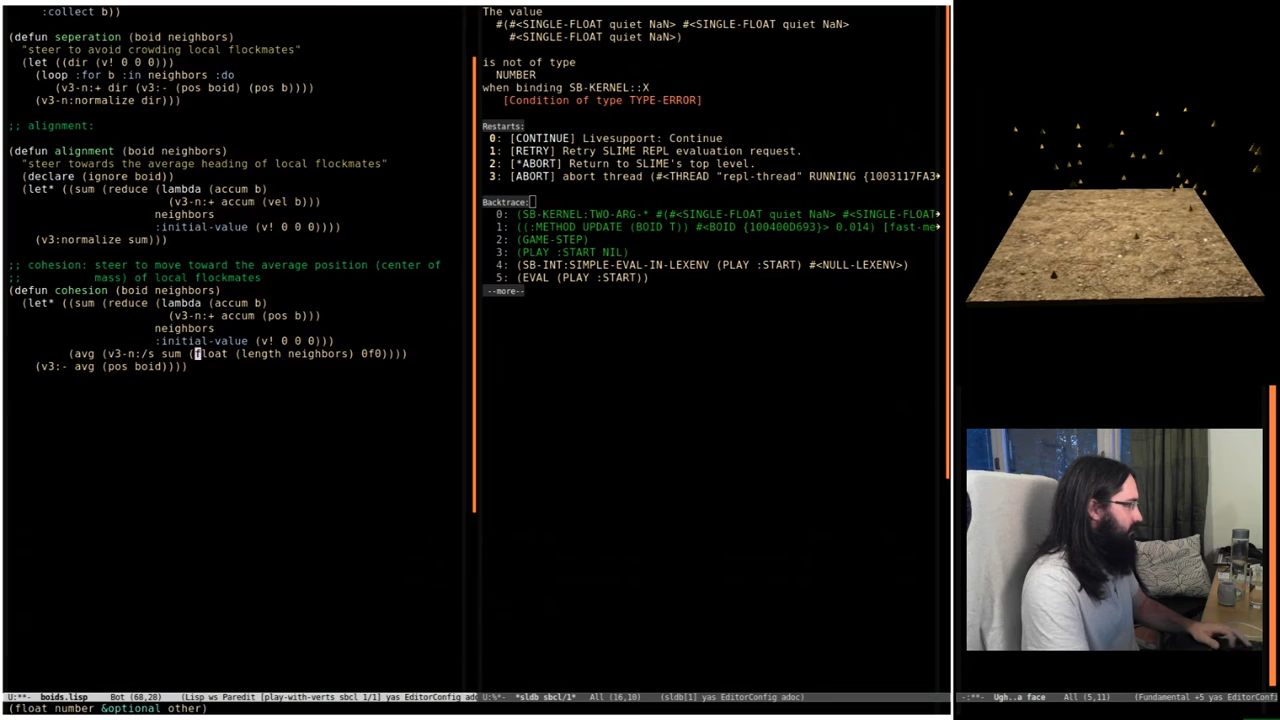 :collect b))
(defun seperation (boid neighbors)
"steer to avoid crowding local flockmates"
(let ((dir (v! 0 0 0)))
(loop :for b :in neighbors :do
(v3-n:+ dir (v3:- (pos boid) (pos b))))
(v3-n:normalize dir)))
;; alignment:
(defun alignment (boid neighbors)
"steer towards the average heading of local flockmates"
(declare (ignore boid))
(let* ((sum (reduce (lambda (accum b)
(v3-n:+ accum (vel b)))
neighbors
:initial-value (v! 0 0 0))))
(v3:normalize sum)))
;; cohesion: steer to move toward the average position (center of
;; mass) of local flockmates
(defun cohesion (boid neighbors)
(let* ((sum (reduce (lambda (accum b)
(v3-n:+ accum (pos b)))
neighbors
:initial-value (v! 0 0 0)))
(avg (v3-n:/s sum (float (length neighbors) 0f0))))
(v3:- avg (pos boid))))
U:**- boids.lisp Bot (68,28) (Lisp ws Paredit [play-with-verts sbcl 1/1] yas EditorConfig adc
(float number &optional other)
The value
#(#<SINGLE-FLOAT quiet NaN> #<SINGLE-FLOAT quiet NaN>
#<SINGLE-FLOAT quiet NaN>)
is not of type
NUMBER
when binding SB-KERNEL::X
[Condition of type TYPE-ERROR]
Restarts:
0: [CONTINUE] Livesupport: Continue
1: [RETRY] Retry SLIME REPL evaluation request.
2: [*ABORT] Return to SLIME's top level.
3: [ABORT] abort thread (#<THREAD "repl-thread" RUNNING {1003117FA3
Backtrace:
0: (SB-KERNEL:TWO-ARG-* #(#<SINGLE-FLOAT quiet NaN> #<SINGLE-FLOAT
1: ((:METHOD UPDATE (BOID T)) #<BOID {100400D693}> 0.014) [fast-me
2: (GAME-STEP)
3: (PLAY :START NIL)
4: (SB-INT:SIMPLE-EVAL-IN-LEXENV (PLAY :START) #<NULL-LEXENV>)
5: (EVAL (PLAY :START))
--more--
U:%*- *sldb sbcl/1* All (16,10) (sldb[1] yas EditorConfig adoc)
-:**- Ugh..a face All (5,11) (Fundamental +5 yas EditorConfig